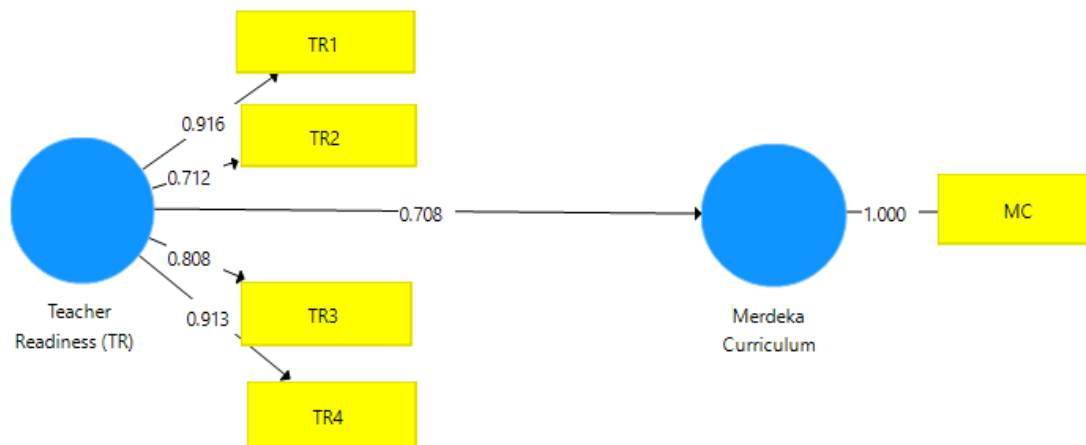 TR1
0.916
TR2
0.712
0.708
1.000
MC
0.808
Teacher
Readiness (TR)
0.913
TR3
Merdeka
Curriculum
TR4